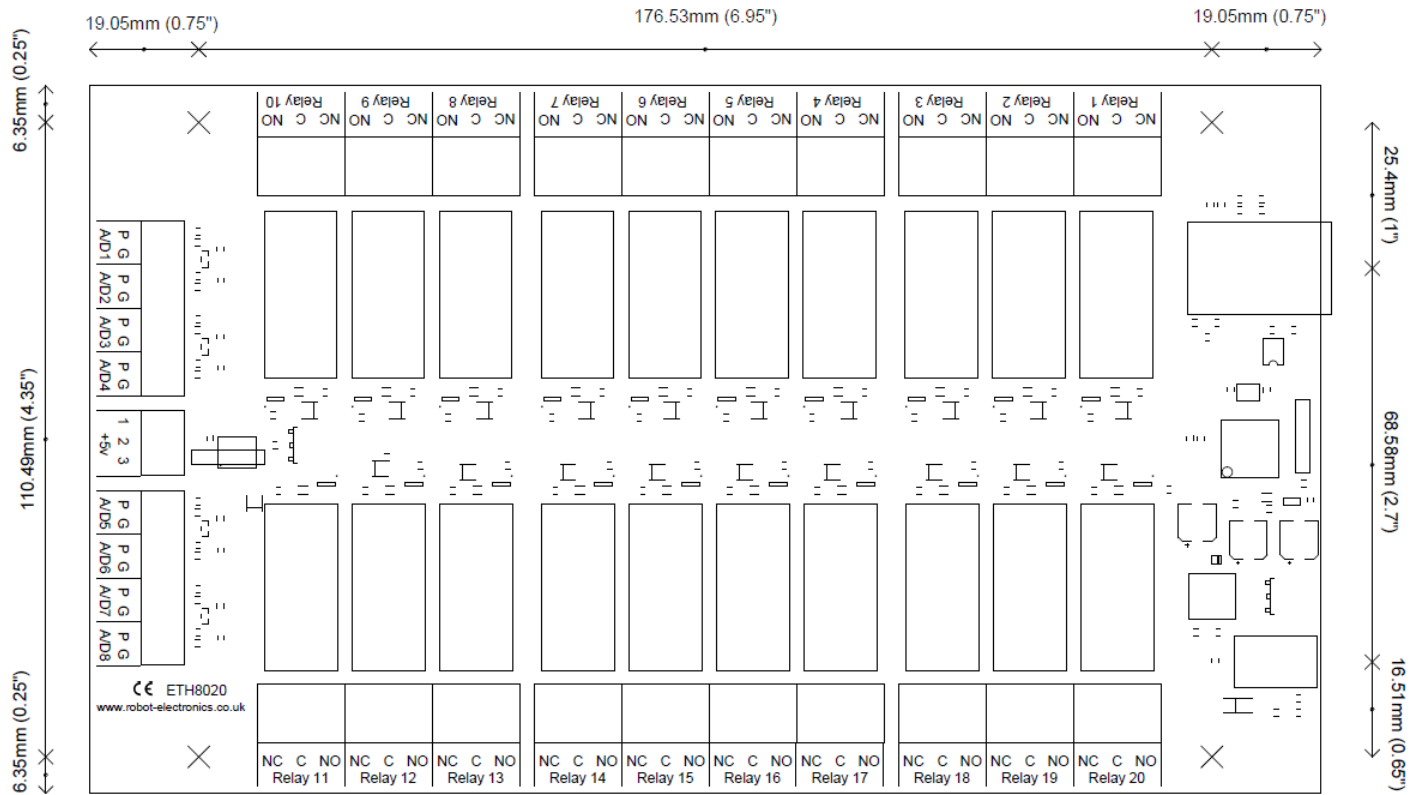 19.05mm (0.75")
176.53mm (6.95")
19.05mm (0.75")
6.35mm (0.25")
110.49mm (4.35")
6.35mm (0.25")
25.4mm (1")
68.58mm (2.7")
16.51mm (0.65")
Relay 10
NO C NC
Relay 9
NO C NC
Relay 8
NO C NC
Relay 7
NO C NC
Relay 6
NO C NC
Relay 5
NO C NC
Relay 4
NO C NC
Relay 3
NO C NC
Relay 2
NO C NC
Relay 1
NO C NC
P G
A/D1
P G
A/D2
P G
A/D3
P G
A/D4
1 2 3
+5v
P G
A/D5
P G
A/D6
P G
A/D7
P G
A/D8
CE ETH8020
www.robot-electronics.co.uk
NC C NO
Relay 11
NC C NO
Relay 12
NC C NO
Relay 13
NC C NO
Relay 14
NC C NO
Relay 15
NC C NO
Relay 16
NC C NO
Relay 17
NC C NO
Relay 18
NC C NO
Relay 19
NC C NO
Relay 20